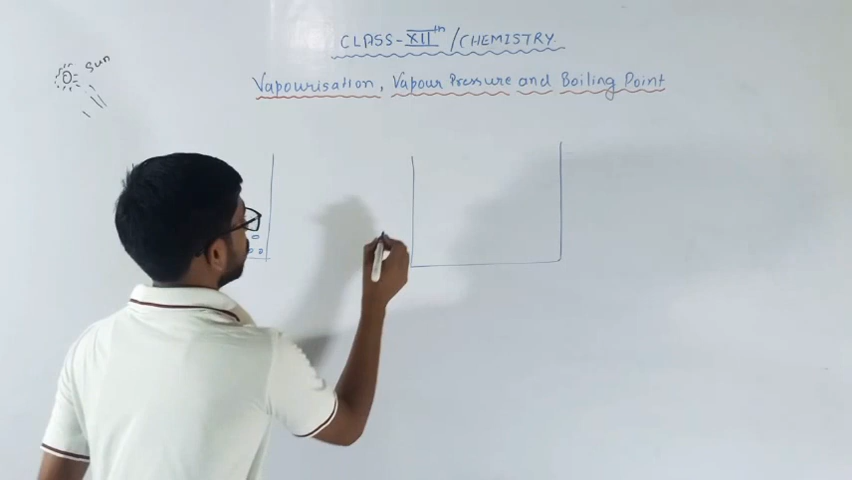 CLASS-XIIth/CHEMISTRY
Sun
Vapourisation, Vapour Pressure and Boiling Point